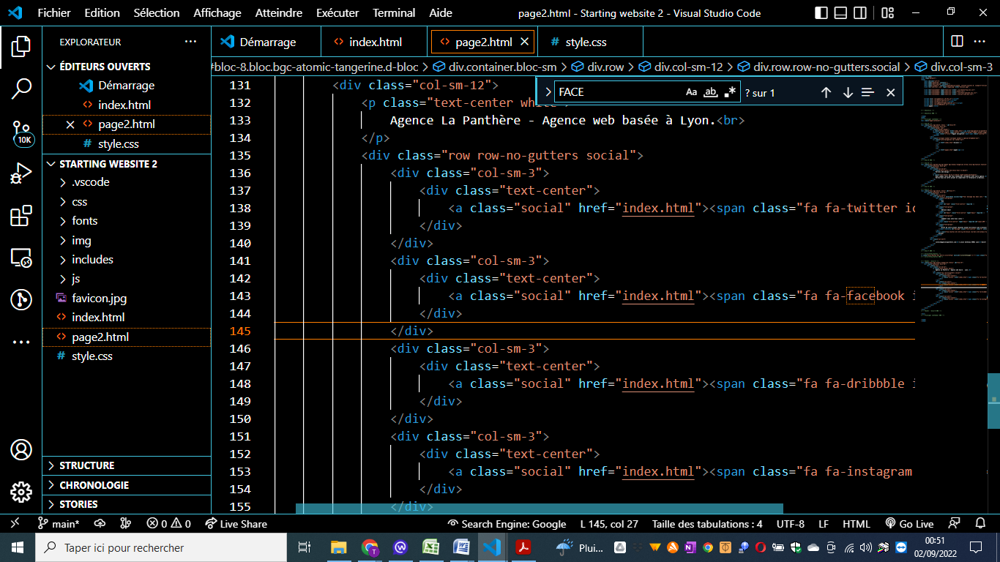 Fichier Edition Sélection Affichage Atteindre Exécuter Terminal Aide page2.html - Starting website 2 - Visual Studio Code
EXPLORATEUR
Démarrage index.html page2.html style.css
#bloc-8.bloc.bgc-atomic-tangerine.d-bloc div.container.bloc-sm div.row div.col-sm-12 div.row.row-no-gutters.social div.col-sm-3
FACE Aa ab ? sur 1
ÉDITEURS OUVERTS
Démarrage
index.html
page2.html
style.css
STARTING WEBSITE 2
.vscode
css
fonts
img
includes
js
favicon.jpg
index.html
page2.html
style.css
STRUCTURE
CHRONOLOGIE
STORIES
10K
131 <div class="col-sm-12">
132 <p class="text-center white
133 Agence La Panthère - Agence web basée à Lyon.<br>
134 </p>
135 <div class="row row-no-gutters social">
136 <div class="col-sm-3">
137 <div class="text-center">
138 <a class="social" href="index.html"><span class="fa fa-twitter ic
139 </div>
140 </div>
141 <div class="col-sm-3">
142 <div class="text-center">
143 <a class="social" href="index.html"><span class="fa fa-facebook i
144 </div>
145 </div>
146 <div class="col-sm-3">
147 <div class="text-center">
148 <a class="social" href="index.html"><span class="fa fa-dribbble i
149 </div>
150 </div>
151 <div class="col-sm-3">
152 <div class="text-center">
153 <a class="social" href="index.html"><span class="fa fa-instagram
154 </div>
155 </div>
main* 0 0 Live Share Search Engine: Google L 145, col 27 Taille des tabulations : 4 UTF-8 LF HTML Go Live
Taper ici pour rechercher Plui... 00:51
02/09/2022